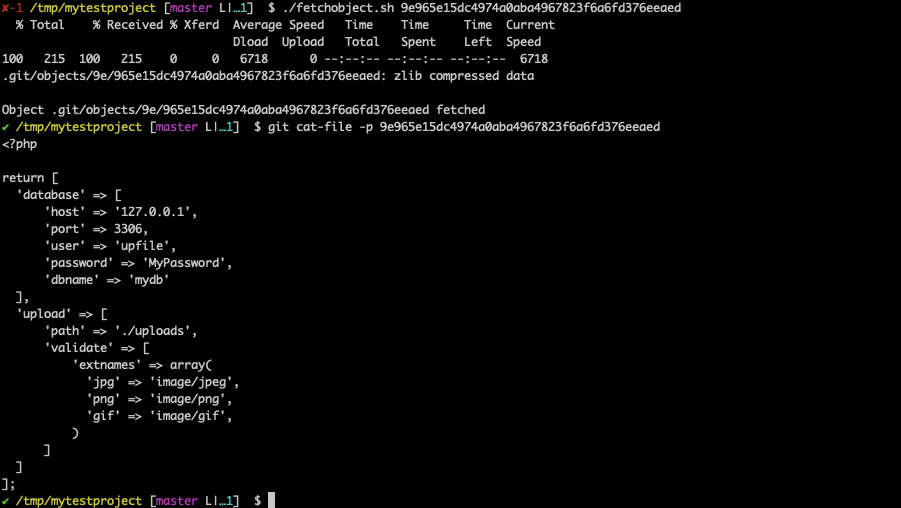 ✘-1 /tmp/mytestproject [master L|…1]  $ ./fetchobject.sh 9e965e15dc4974a0aba4967823f6a6fd376eeaed
  % Total    % Received % Xferd  Average Speed   Time    Time     Time  Current
                                 Dload  Upload   Total   Spent    Left  Speed
100   215  100   215    0     0   6718      0 --:--:-- --:--:-- --:--:--  6718
.git/objects/9e/965e15dc4974a0aba4967823f6a6fd376eeaed: zlib compressed data

Object .git/objects/9e/965e15dc4974a0aba4967823f6a6fd376eeaed fetched
✔ /tmp/mytestproject [master L|…1]  $ git cat-file -p 9e965e15dc4974a0aba4967823f6a6fd376eeaed
<?php

return [
  'database' => [
      'host' => '127.0.0.1',
      'port' => 3306,
      'user' => 'upfile',
      'password' => 'MyPassword',
      'dbname' => 'mydb'
  ],
  'upload' => [
      'path' => './uploads',
      'validate' => [
          'extnames' => array(
            'jpg' => 'image/jpeg',
            'png' => 'image/png',
            'gif' => 'image/gif',
          )
      ]
  ]
];
✔ /tmp/mytestproject [master L|…1]  $